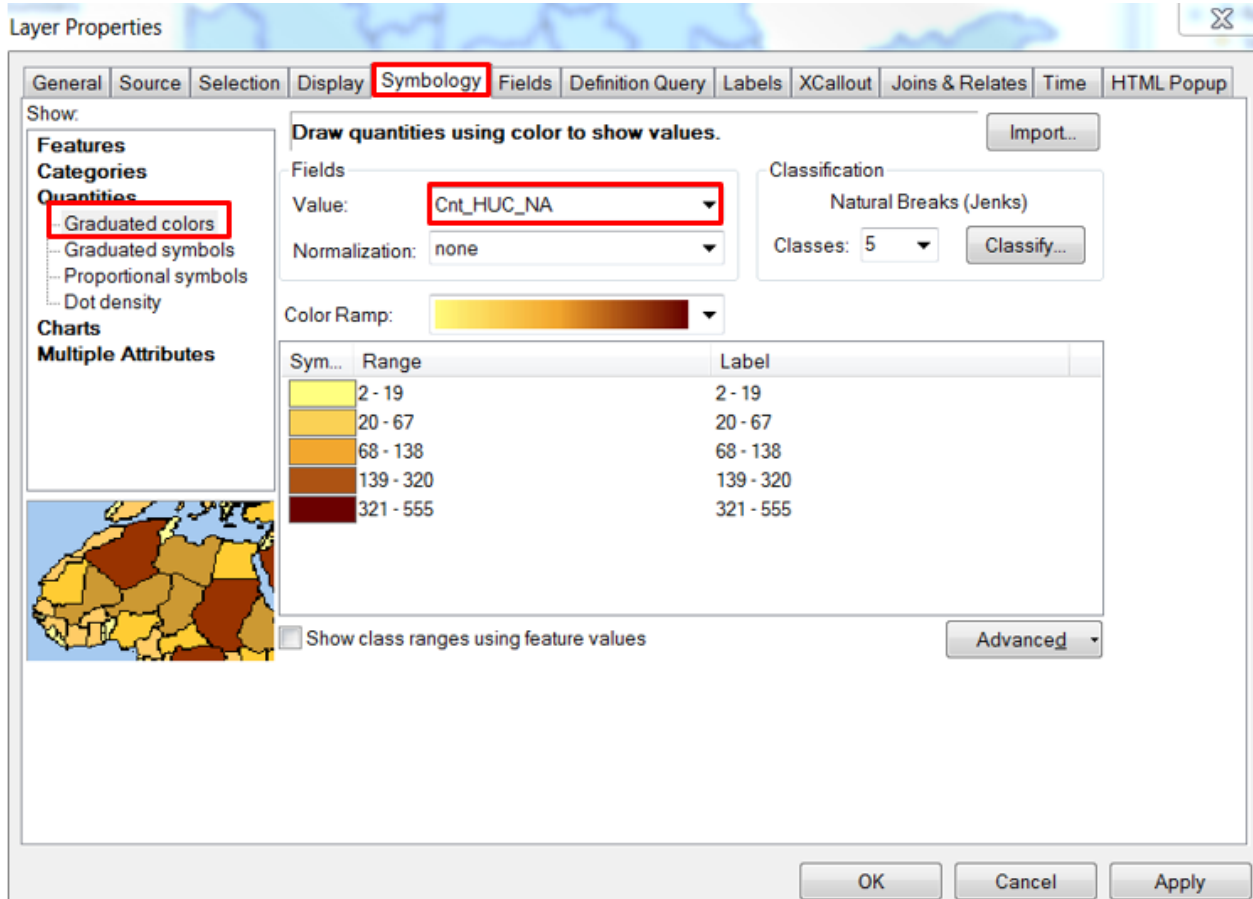 Layer Properties
General Source Selection Display Symbology Fields Definition Query Labels XCallout Joins & Relates Time HTML Popup
Show:
Features
Categories
Quantities
Graduated colors
Graduated symbols
Proportional symbols
Dot density
Charts
Multiple Attributes
Draw quantities using color to show values.
Import...
Fields
Value: Cnt_HUC_NA
Normalization: none
Classification
Natural Breaks (Jenks)
Classes: 5 Classify...
Color Ramp:
Sym... Range Label
2 - 19 2 - 19
20 - 67 20 - 67
68 - 138 68 - 138
139 - 320 139 - 320
321 - 555 321 - 555
Show class ranges using feature values
Advanced
OK Cancel Apply